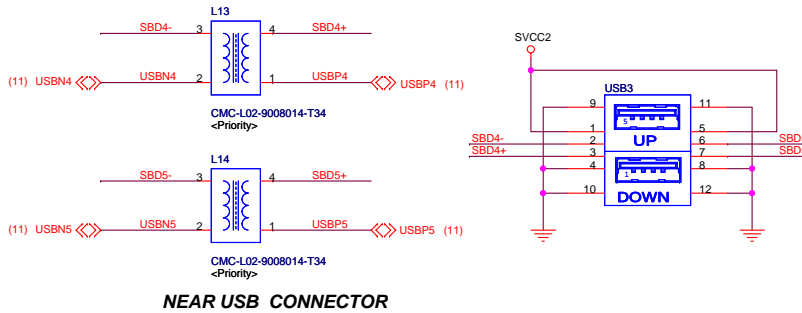 L13
SBD4- 3 4 SBD4+
(11) USBN4 USBN4 2 1 USBP4 USBP4 (11)
CMC-L02-9008014-T34
<Priority>
L14
SBD5- 3 4 SBD5+
(11) USBN5 USBN5 2 1 USBP5 USBP5 (11)
CMC-L02-9008014-T34
<Priority>
NEAR USB CONNECTOR
SVCC2
USB3
9 11
5
1 5
SBD4- 2 UP 6 SBD
SBD4+ 3 7 SBD
4 1 8
10 DOWN 12